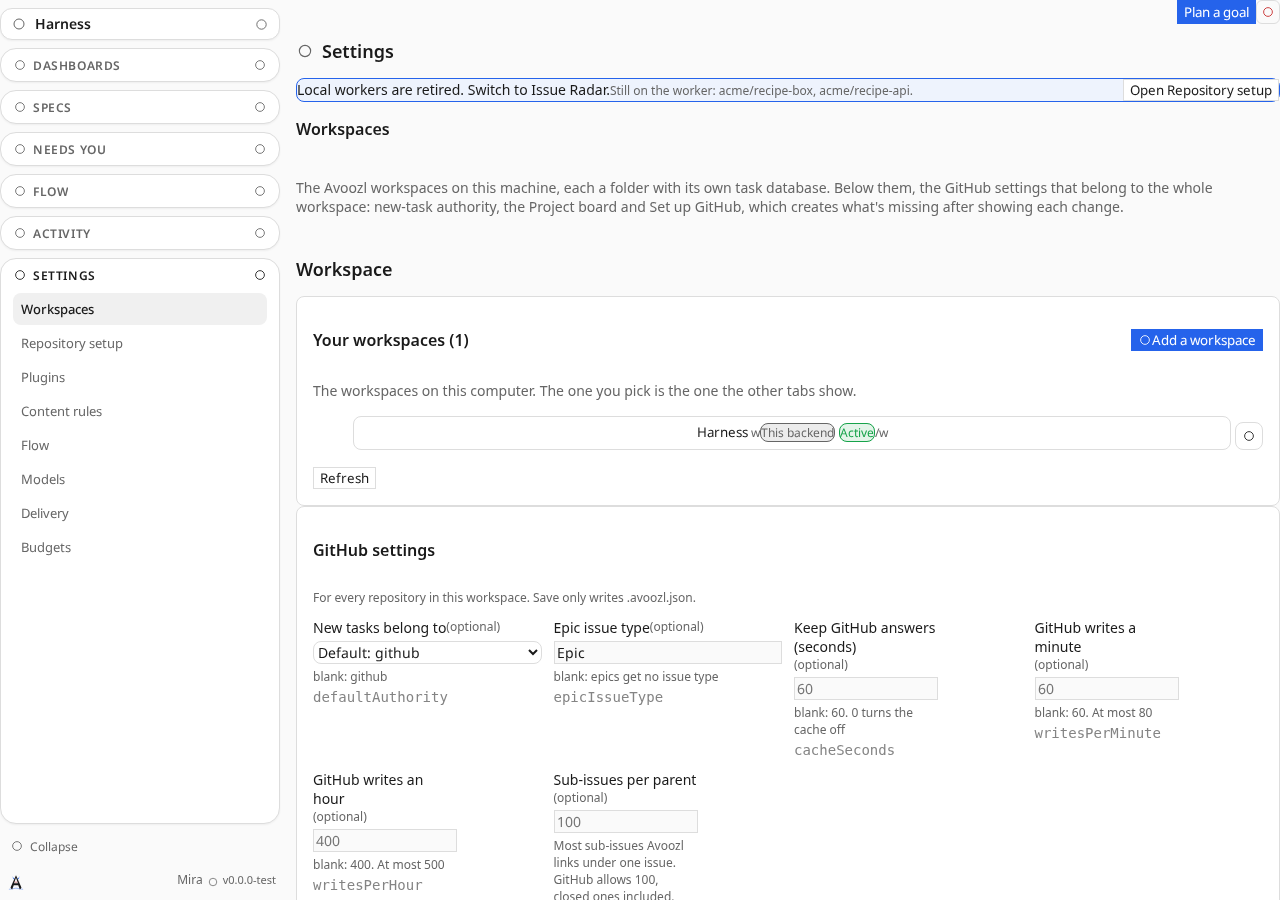 Harness
DASHBOARDS
SPECS
NEEDS YOU
FLOW
ACTIVITY
SETTINGS
Workspaces
Repository setup
Plugins
Content rules
Flow
Models
Delivery
Budgets
Collapse
Mira v0.0.0-test
Plan a goal
Settings
Local workers are retired. Switch to Issue Radar.Still on the worker: acme/recipe-box, acme/recipe-api.
Open Repository setup
Workspaces
The Avoozl workspaces on this machine, each a folder with its own task database. Below them, the GitHub settings that belong to the whole
workspace: new-task authority, the Project board and Set up GitHub, which creates what's missing after showing each change.
Workspace
Your workspaces (1)
Add a workspace
The workspaces on this computer. The one you pick is the one the other tabs show.
Harness w This backend Active /w
Refresh
GitHub settings
For every repository in this workspace. Save only writes .avoozl.json.
New tasks belong to(optional)
Default: github
blank: github
defaultAuthority
Epic issue type(optional)
Epic
blank: epics get no issue type
epicIssueType
Keep GitHub answers
(seconds)
(optional)
60
blank: 60. 0 turns the
cache off
cacheSeconds
GitHub writes a
minute
(optional)
60
blank: 60. At most 80
writesPerMinute
GitHub writes an
hour
(optional)
400
blank: 400. At most 500
writesPerHour
Sub-issues per parent
(optional)
100
Most sub-issues Avoozl
links under one issue.
GitHub allows 100,
closed ones included.